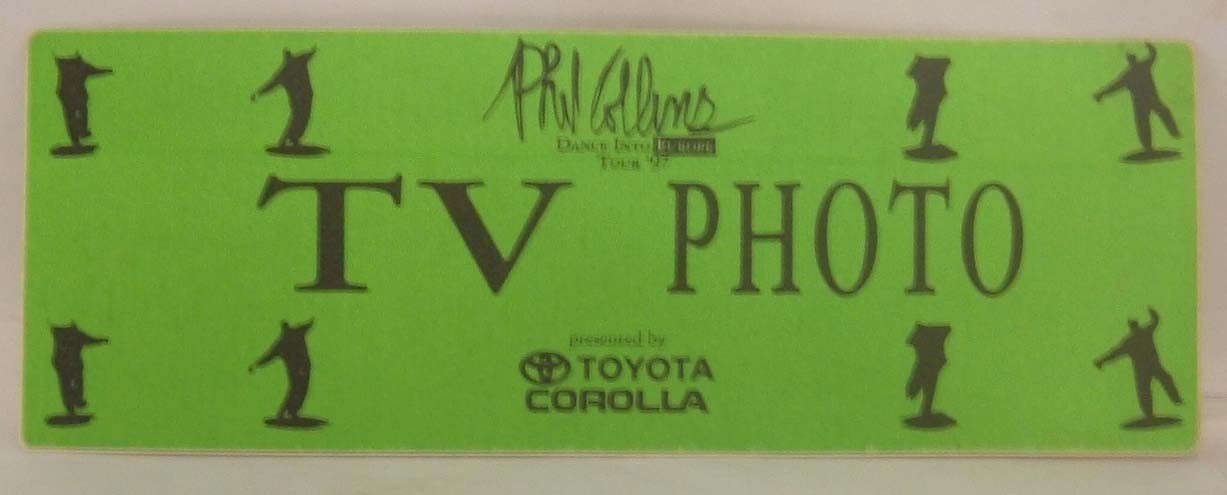 Phil Collins
DANCE INTO EUROPE
TOUR '97
TV PHOTO
presented by
TOYOTA
COROLLA